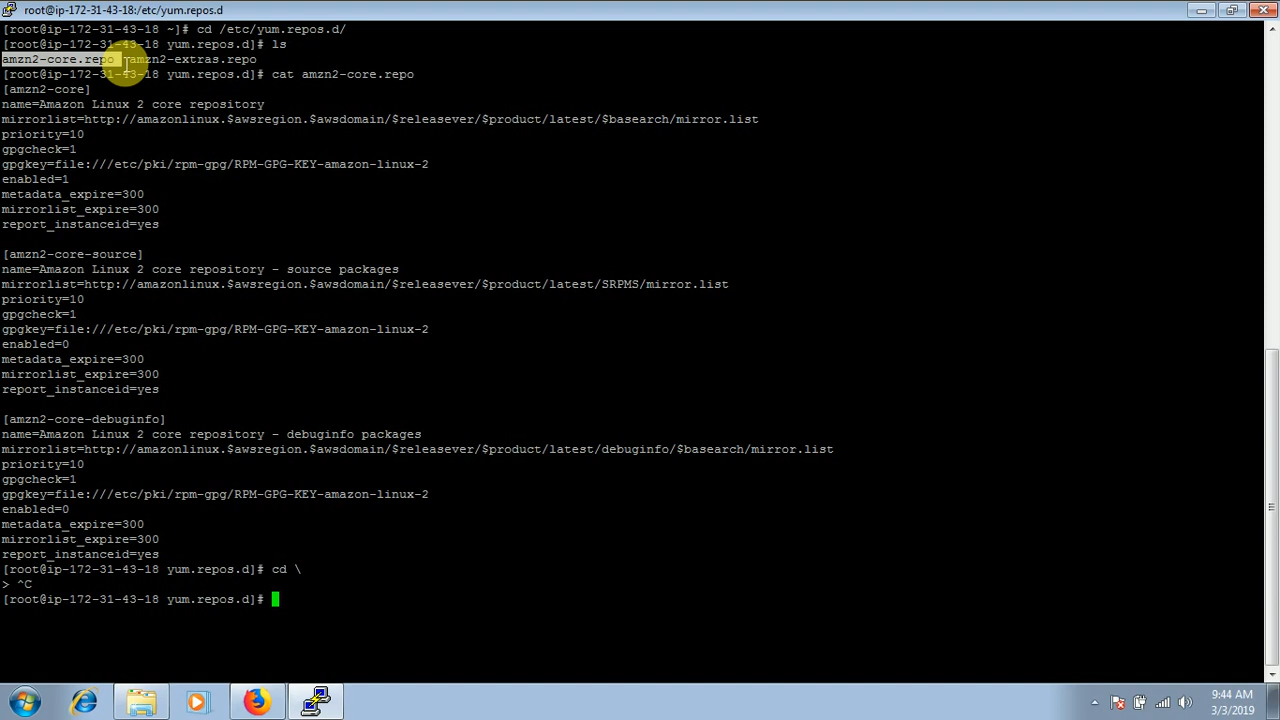 root@ip-172-31-43-18:/etc/yum.repos.d
[root@ip-172-31-43-18 ~]# cd /etc/yum.repos.d/
[root@ip-172-31-43-18 yum.repos.d]# ls
amzn2-core.repo  amzn2-extras.repo
[root@ip-172-31-43-18 yum.repos.d]# cat amzn2-core.repo
[amzn2-core]
name=Amazon Linux 2 core repository
mirrorlist=http://amazonlinux.$awsregion.$awsdomain/$releasever/$product/latest/$basearch/mirror.list
priority=10
gpgcheck=1
gpgkey=file:///etc/pki/rpm-gpg/RPM-GPG-KEY-amazon-linux-2
enabled=1
metadata_expire=300
mirrorlist_expire=300
report_instanceid=yes
[amzn2-core-source]
name=Amazon Linux 2 core repository - source packages
mirrorlist=http://amazonlinux.$awsregion.$awsdomain/$releasever/$product/latest/SRPMS/mirror.list
priority=10
gpgcheck=1
gpgkey=file:///etc/pki/rpm-gpg/RPM-GPG-KEY-amazon-linux-2
enabled=0
metadata_expire=300
mirrorlist_expire=300
report_instanceid=yes
[amzn2-core-debuginfo]
name=Amazon Linux 2 core repository - debuginfo packages
mirrorlist=http://amazonlinux.$awsregion.$awsdomain/$releasever/$product/latest/debuginfo/$basearch/mirror.list
priority=10
gpgcheck=1
gpgkey=file:///etc/pki/rpm-gpg/RPM-GPG-KEY-amazon-linux-2
enabled=0
metadata_expire=300
mirrorlist_expire=300
report_instanceid=yes
[root@ip-172-31-43-18 yum.repos.d]# cd \
> ^C
[root@ip-172-31-43-18 yum.repos.d]#
9:44 AM
3/3/2019